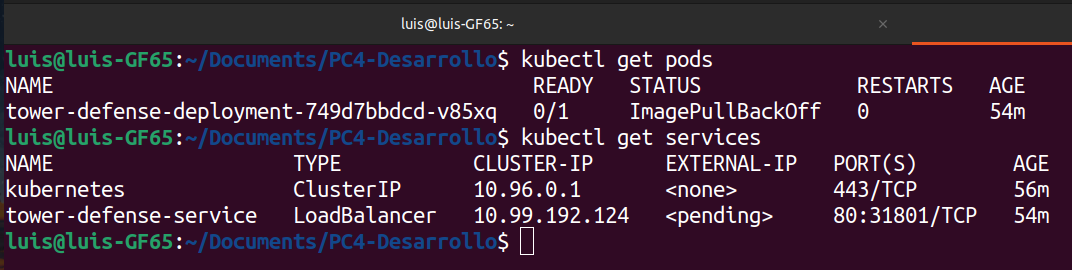 luis@luis-GF65: ~ ×
luis@luis-GF65:~/Documents/PC4-Desarrollo$ kubectl get pods
NAME READY STATUS RESTARTS AGE
tower-defense-deployment-749d7bbdcd-v85xq 0/1 ImagePullBackOff 0 54m
luis@luis-GF65:~/Documents/PC4-Desarrollo$ kubectl get services
NAME TYPE CLUSTER-IP EXTERNAL-IP PORT(S) AGE
kubernetes ClusterIP 10.96.0.1 <none> 443/TCP 56m
tower-defense-service LoadBalancer 10.99.192.124 <pending> 80:31801/TCP 54m
luis@luis-GF65:~/Documents/PC4-Desarrollo$